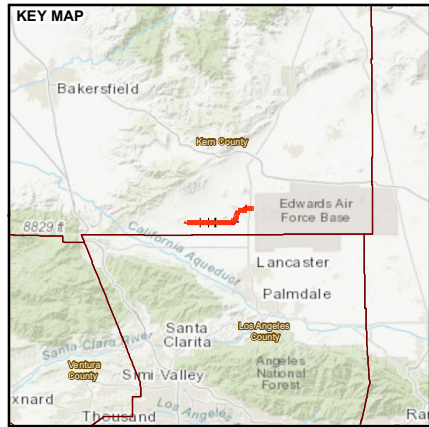 KEY MAP
Bakersfield
Kern County
Edwards Air
Force Base
8829 ft
California Aqueduct
Lancaster
Palmdale
Santa
Clarita
Los Angeles
County
Santa Clara River
Ventura
County
Simi Valley
Angeles
National
Forest
xnard
Thousand
Los Angeles
Ra